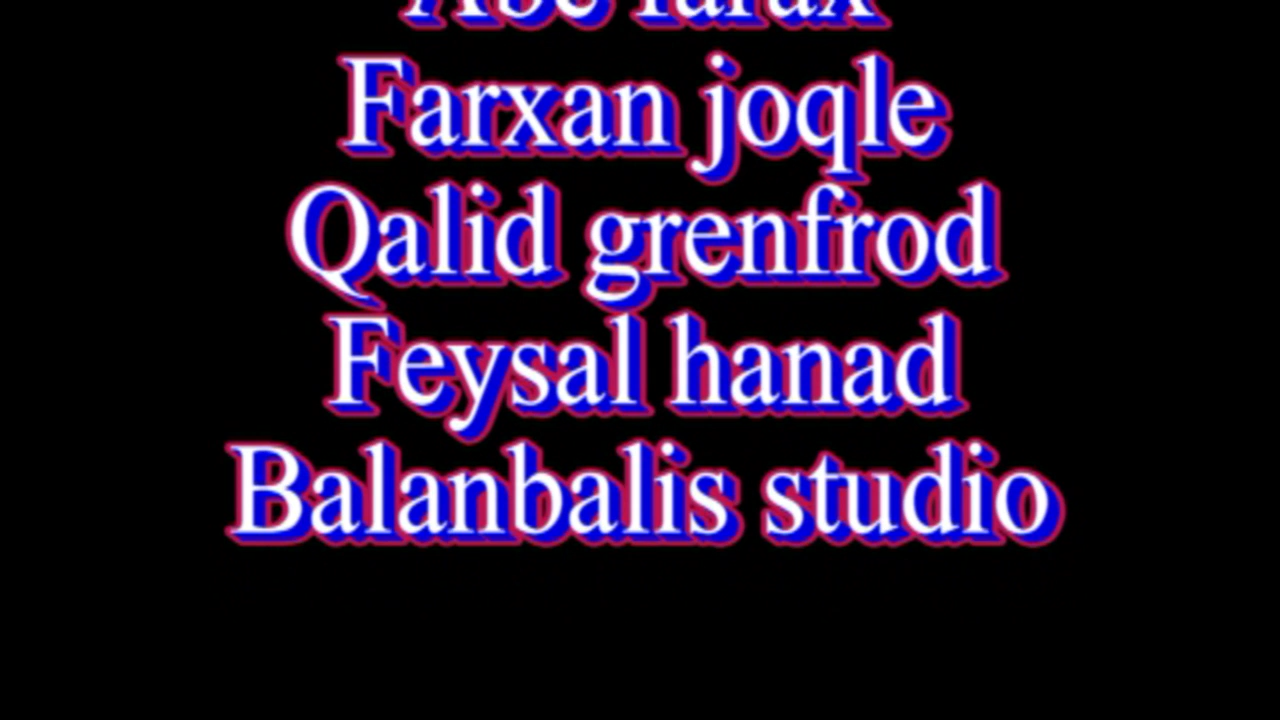 Farxan joqle
Qalid grenfrod
Feysal hanad
Balanbalis studio